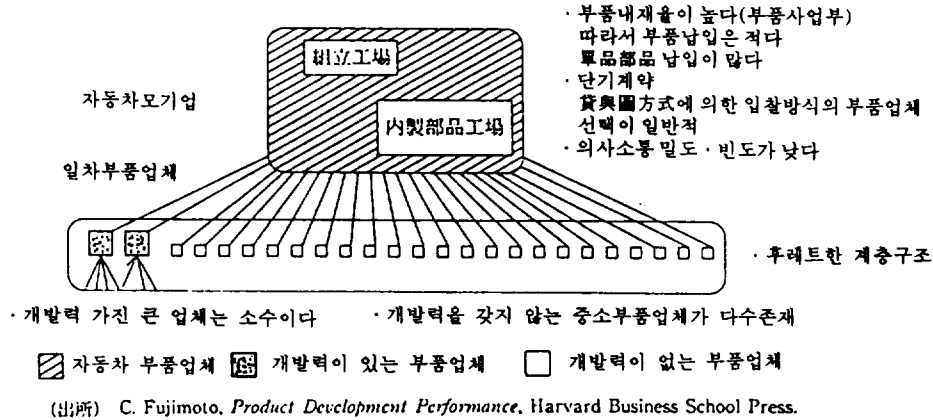 · 부품내재율이 높다(부품사업부)
따라서 부품납입은 적다
單品部品 납입이 많다
· 단기계약
貸與圖方式에 의한 입찰방식의 부품업체
선택이 일반적
· 의사소통 밀도 · 빈도가 낮다
組立工場
자동차모기업
内製部品工場
일차부품업체
· 후레트한 계층구조
· 개발력 가진 큰 업체는 소수이다 · 개발력을 갖지 않는 중소부품업체가 다수존재
자동차 부품업체 개발력이 있는 부품업체 개발력이 없는 부품업체
(出所) C. Fujimoto, Product Development Performance, Harvard Business School Press.